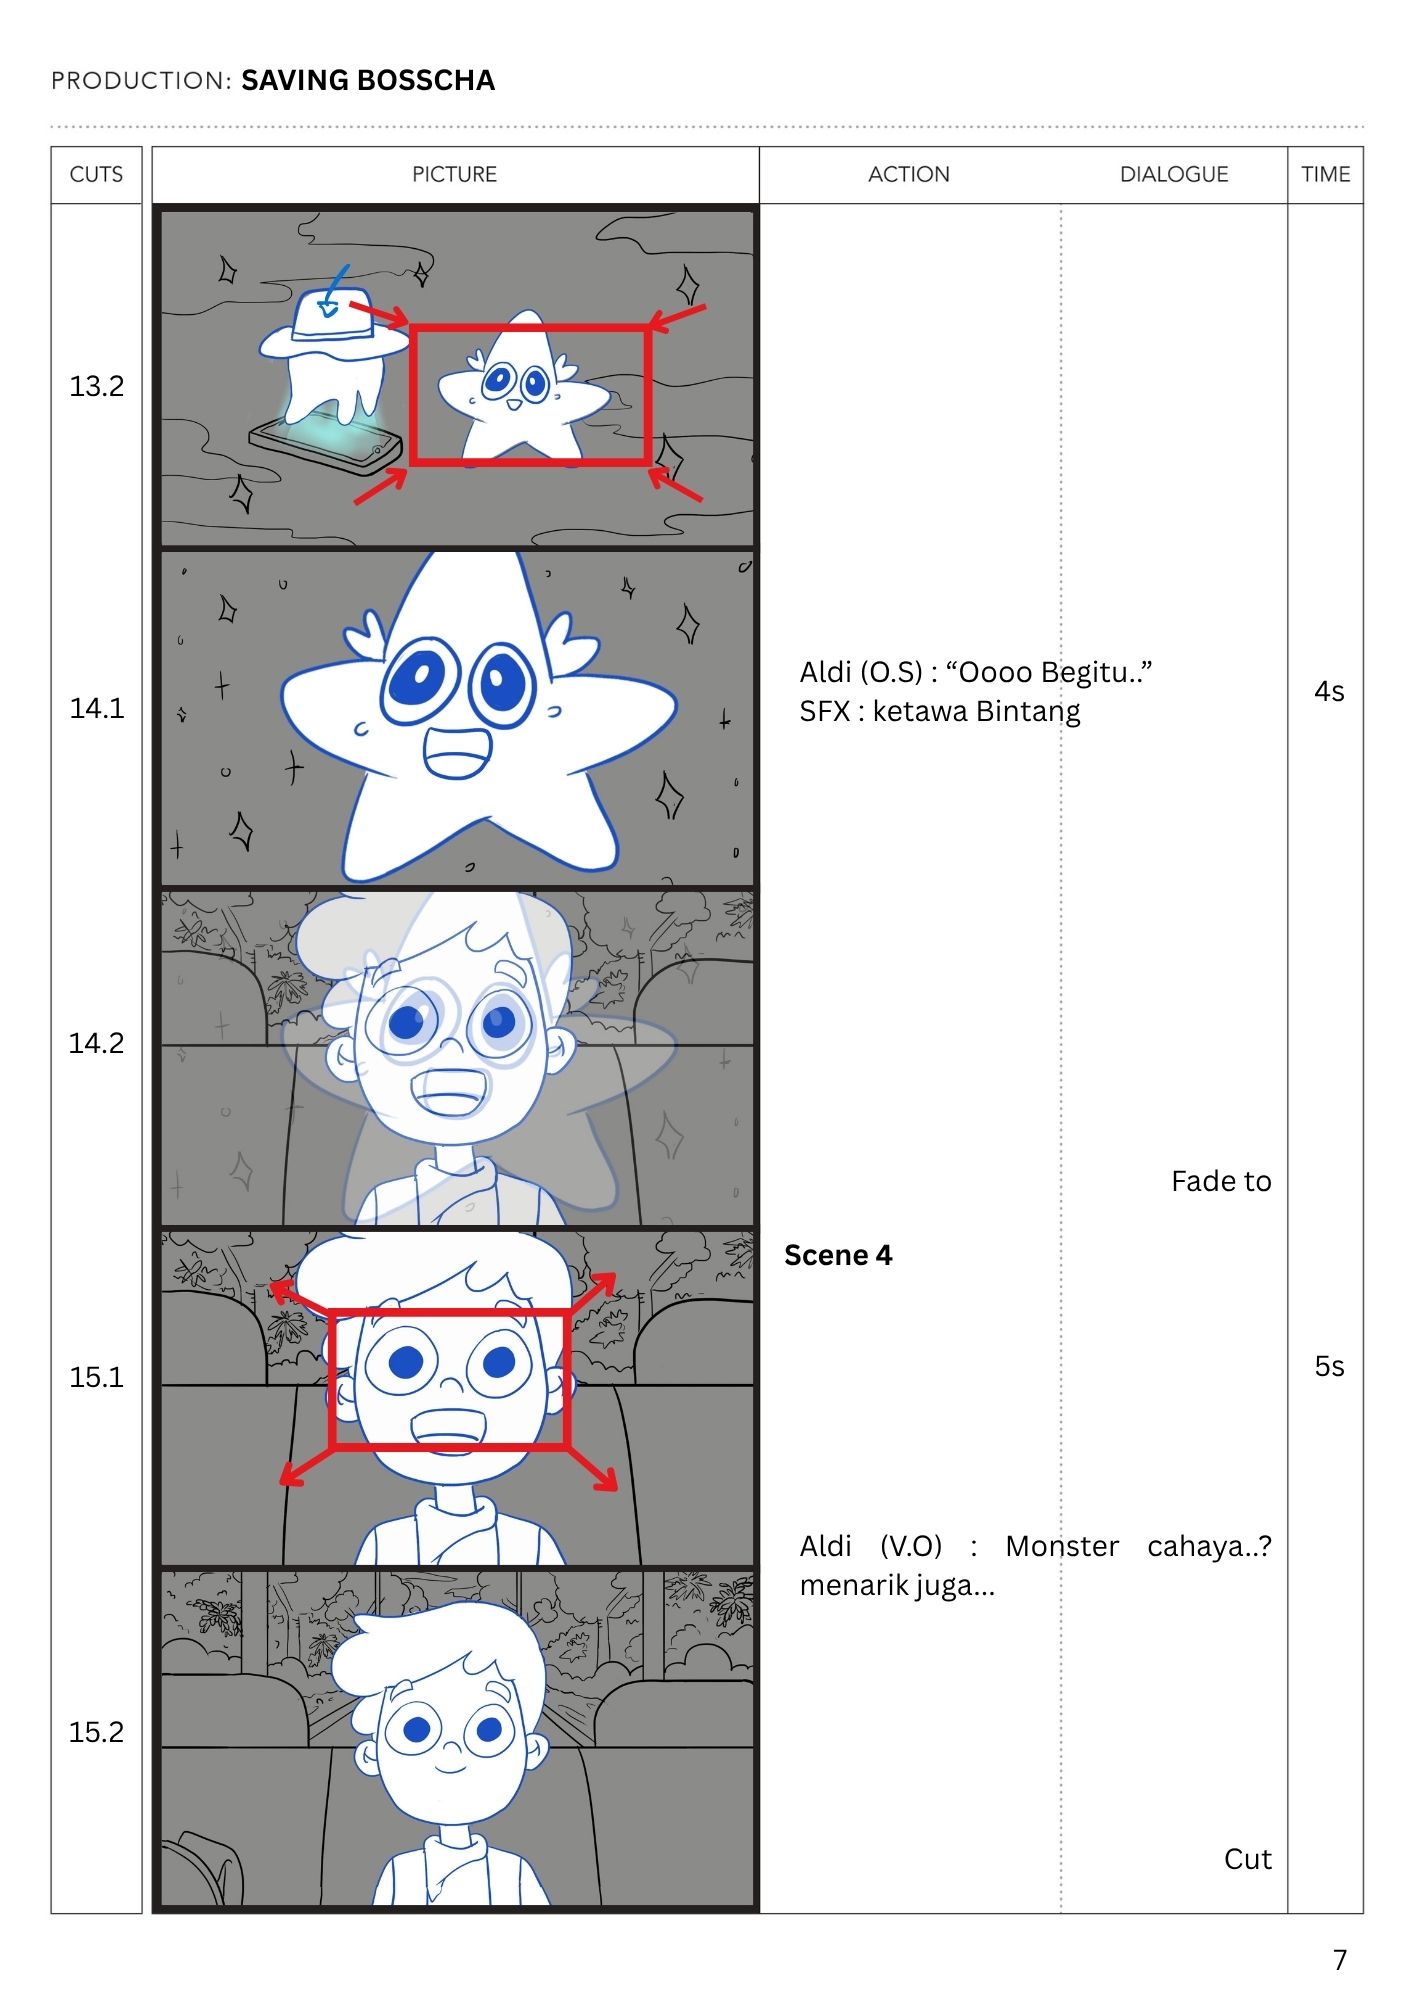 PRODUCTION: SAVING BOSSCHA
CUTS PICTURE ACTION DIALOGUE TIME
13.2
14.1
Aldi (O.S) : “Oooo Begitu..”
SFX : ketawa Bintang
4s
14.2
Fade to
Scene 4
15.1
5s
Aldi (V.O) : Monster cahaya..?
menarik juga...
15.2
Cut
7